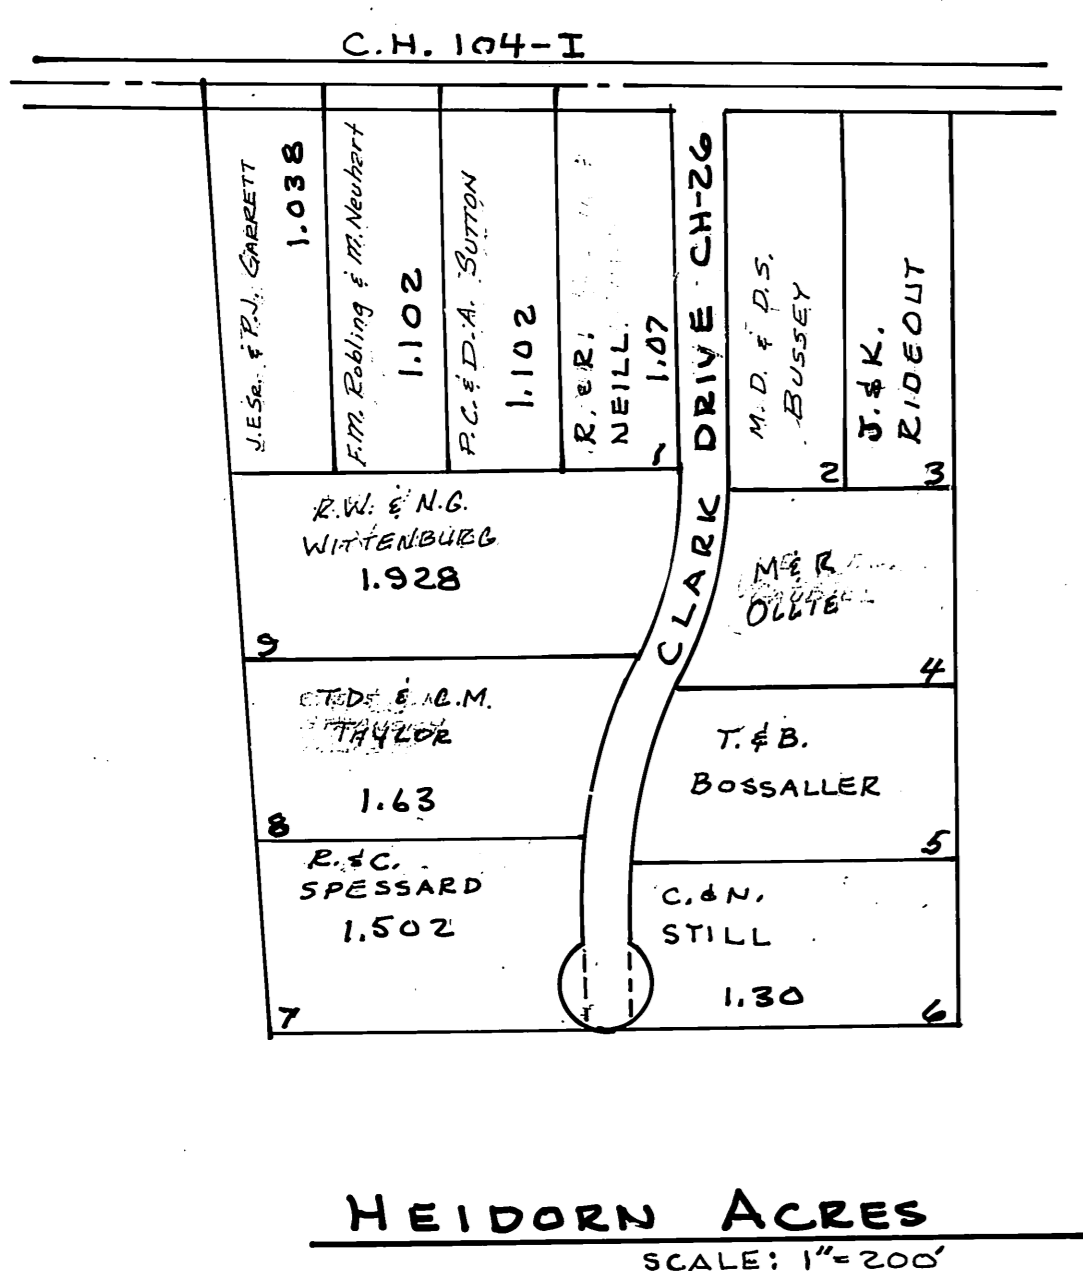 C.H. 104-I
J.E.SR. & P.J. GARRETT
1.038
F.M. Robling & M. Neuhart
1.102
P.C. & D.A. SUTTON
1.102
R. & R.
NEILL.
1.07
1
CLARK DRIVE CH-26
M.D. & D.S.
BUSSEY
2
J. & K.
RIDEOUT
3
R.W. & N.G.
WITTENBURG
1.928
9
M & R
OLLIE
4
T.D. & C.M.
TAYLOR
1.63
8
T. & B.
BOSSALLER
5
R. & C.
SPESSARD
1.502
7
C. & N.
STILL
1.30
6
HEIDORN ACRES
SCALE: 1"=200'